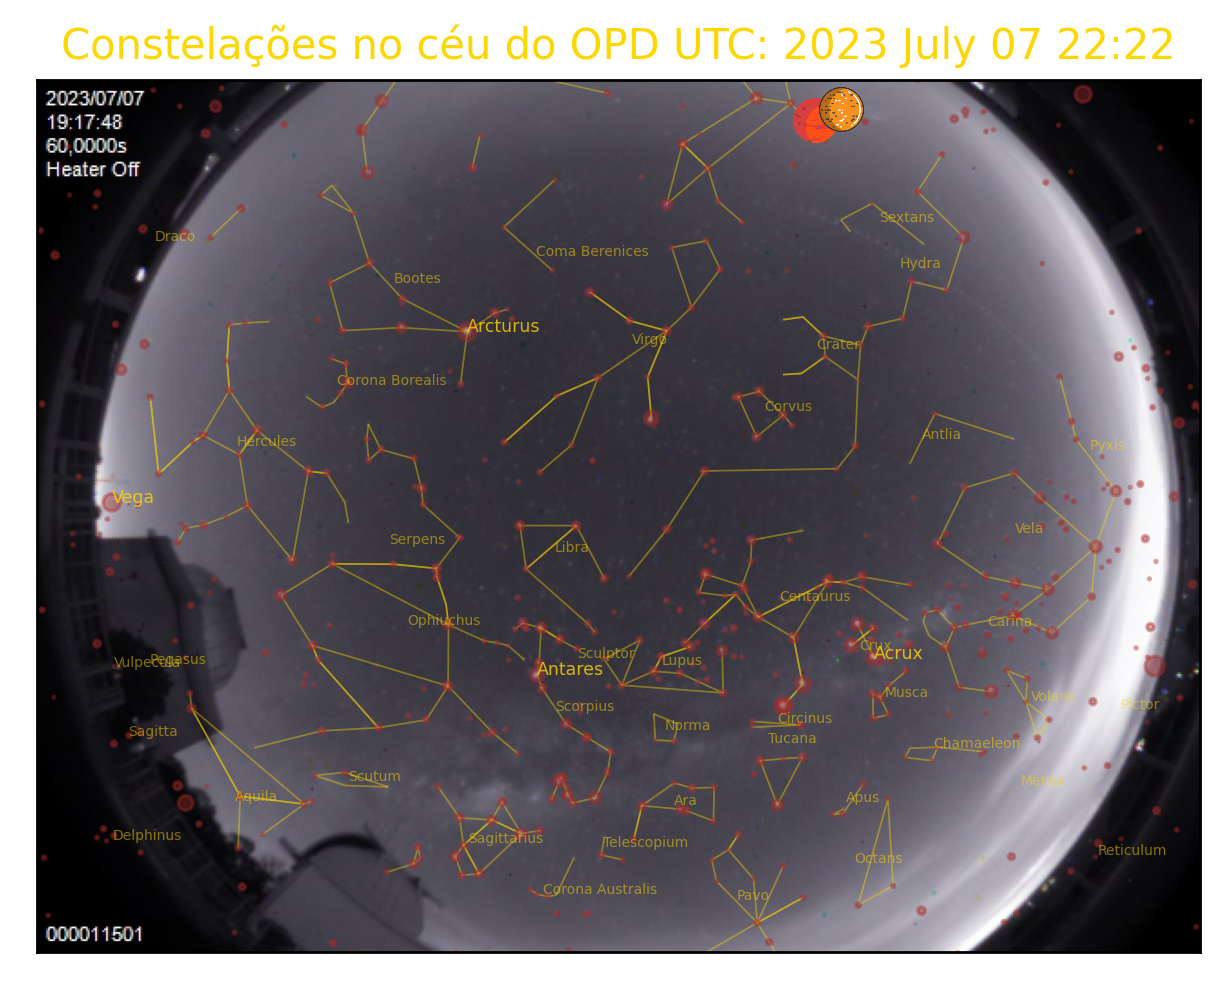 Constelações no céu do OPD UTC: 2023 July 07 22:22
2023/07/07
19:17:48
60,0000s
Heater Off
Draco
Sextans
Coma Berenices
Hydra
Bootes
Arcturus
Virgo
Crater
Corona Borealis
Corvus
Antlia
Hercules
Pyxis
Vega
Vela
Serpens
Libra
Centaurus
Ophiuchus
Carina
Crux
Acrux
Sculptor
Lupus
Vulpecula
Pegasus
Antares
Musca
Volans
Pictor
Scorpius
Circinus
Norma
Sagitta
Tucana
Chamaeleon
Scutum
Mensa
Aquila
Ara
Apus
Delphinus
Sagittarius
Telescopium
Reticulum
Octans
Corona Australis
Pavo
000011501